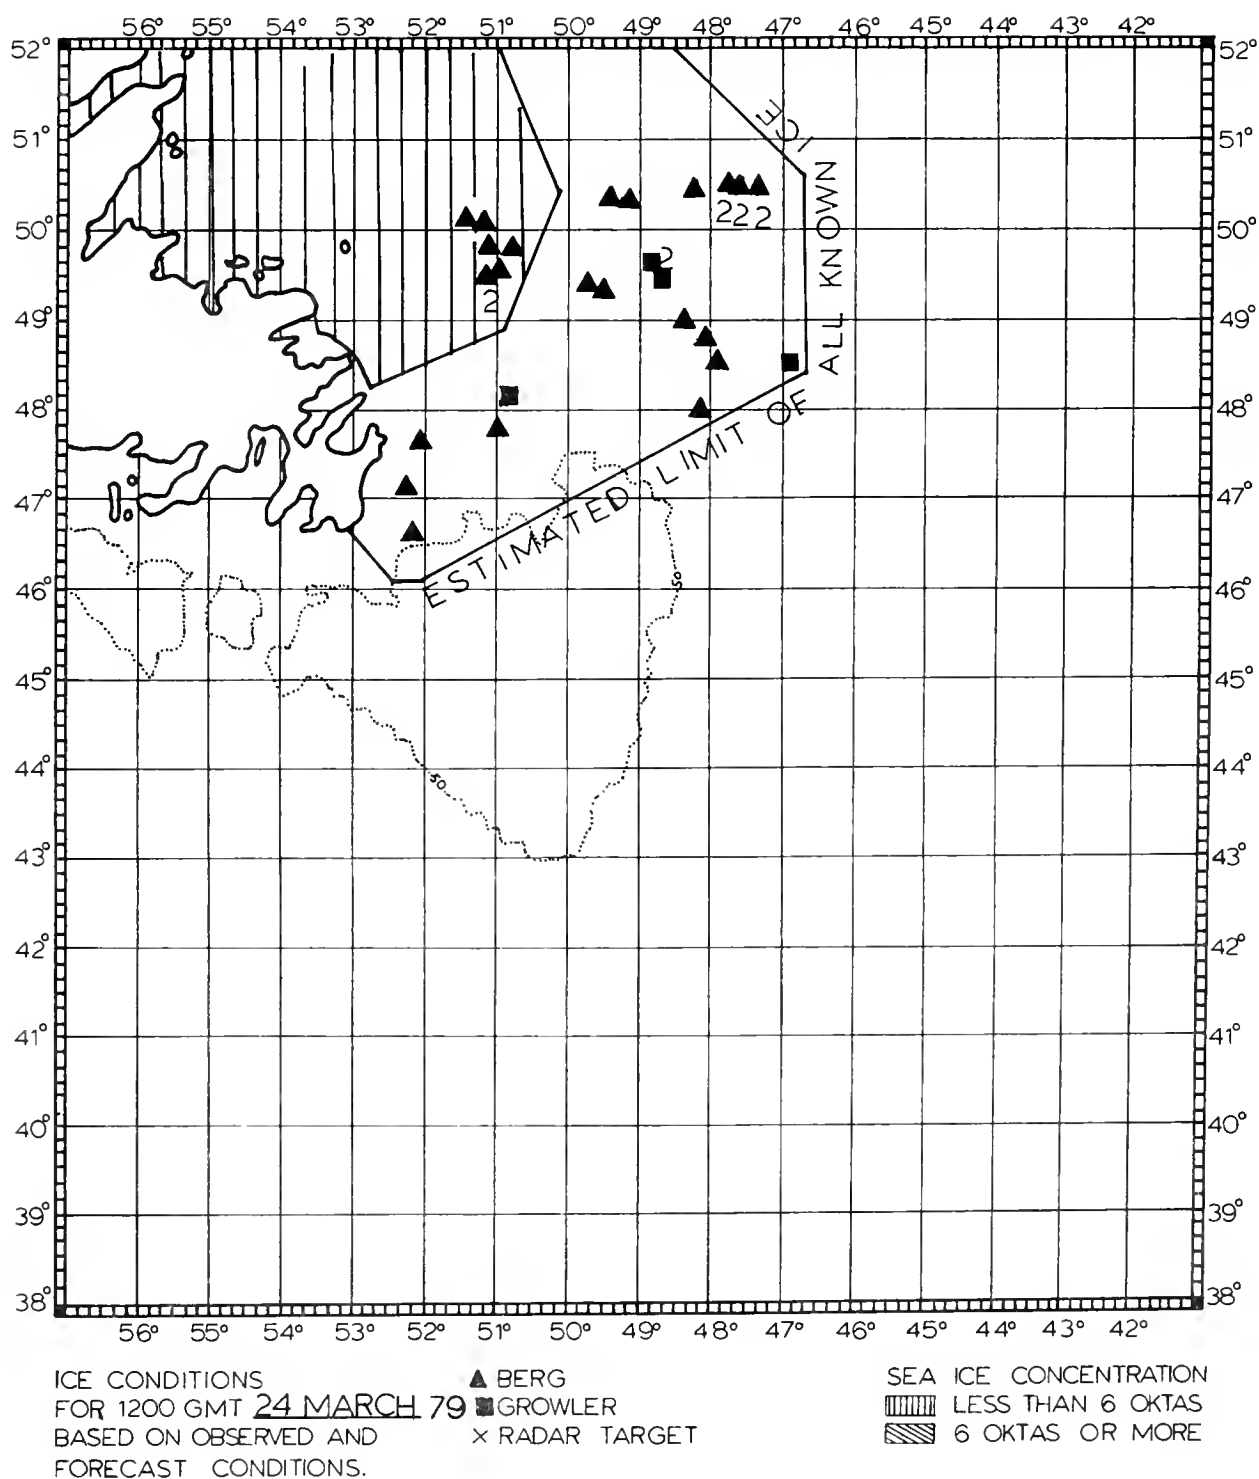 56° 55° 54° 53° 52° 51° 50° 49° 48° 47° 46° 45° 44° 43° 42°
52° 52°
ICE
51° 51°
ALL KNOWN
222 2
50° 50°
2
2
49° 49°
48° 48°
ESTIMATED LIMIT OF
47° 47°
50
46° 46°
45° 45°
50
44° 44°
43° 43°
42° 42°
41° 41°
40° 40°
39° 39°
38° 38°
56° 55° 54° 53° 52° 51° 50° 49° 48° 47° 46° 45° 44° 43° 42°
ICE CONDITIONS
FOR 1200 GMT 24 MARCH 79
BASED ON OBSERVED AND
FORECAST CONDITIONS.
▲ BERG
■ GROWLER
× RADAR TARGET
SEA ICE CONCENTRATION
LESS THAN 6 OKTAS
6 OKTAS OR MORE